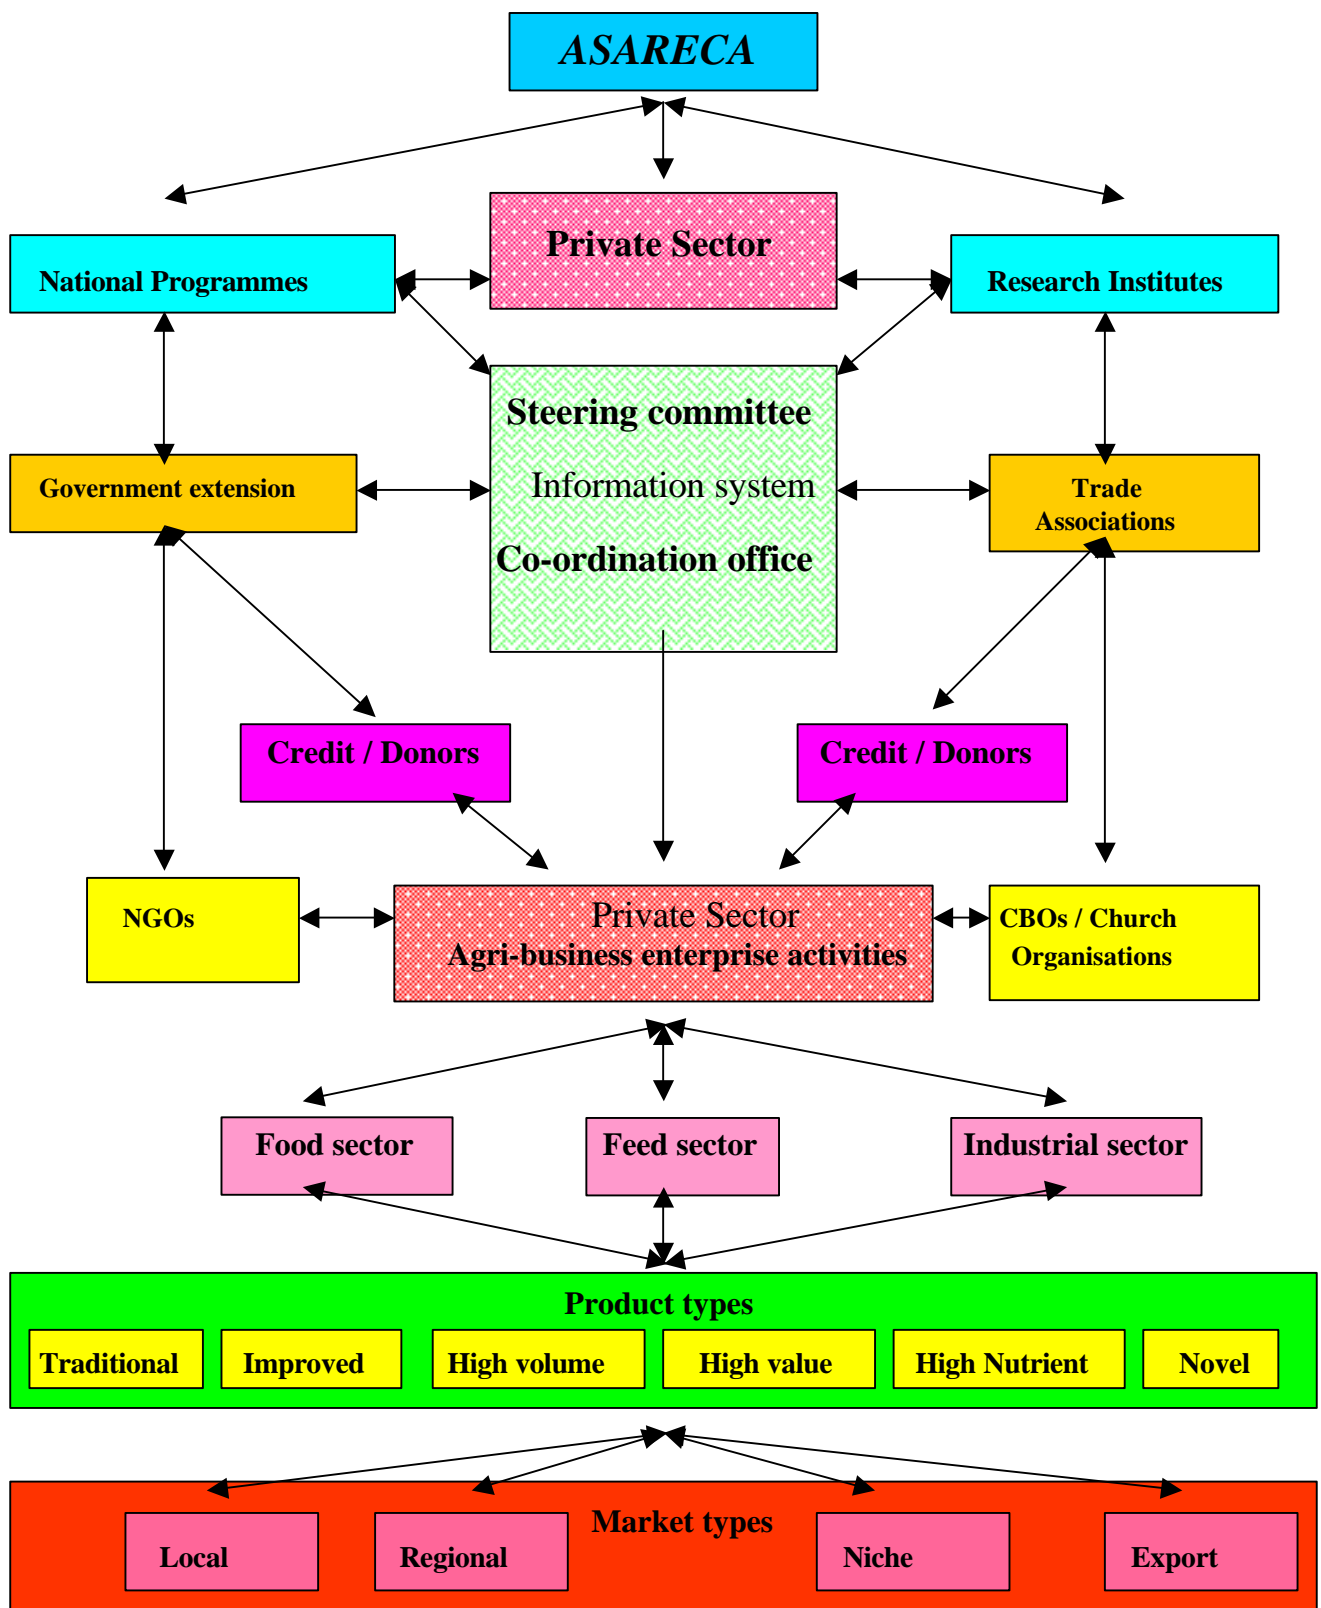 ASARECA
Private Sector
National Programmes
Research Institutes
Steering committee
Information system
Co-ordination office
Government extension
Trade
Associations
Credit / Donors
Credit / Donors
NGOs
Private Sector
Agri-business enterprise activities
CBOs / Church
Organisations
Food sector
Feed sector
Industrial sector
Product types
Traditional
Improved
High volume
High value
High Nutrient
Novel
Market types
Local
Regional
Niche
Export